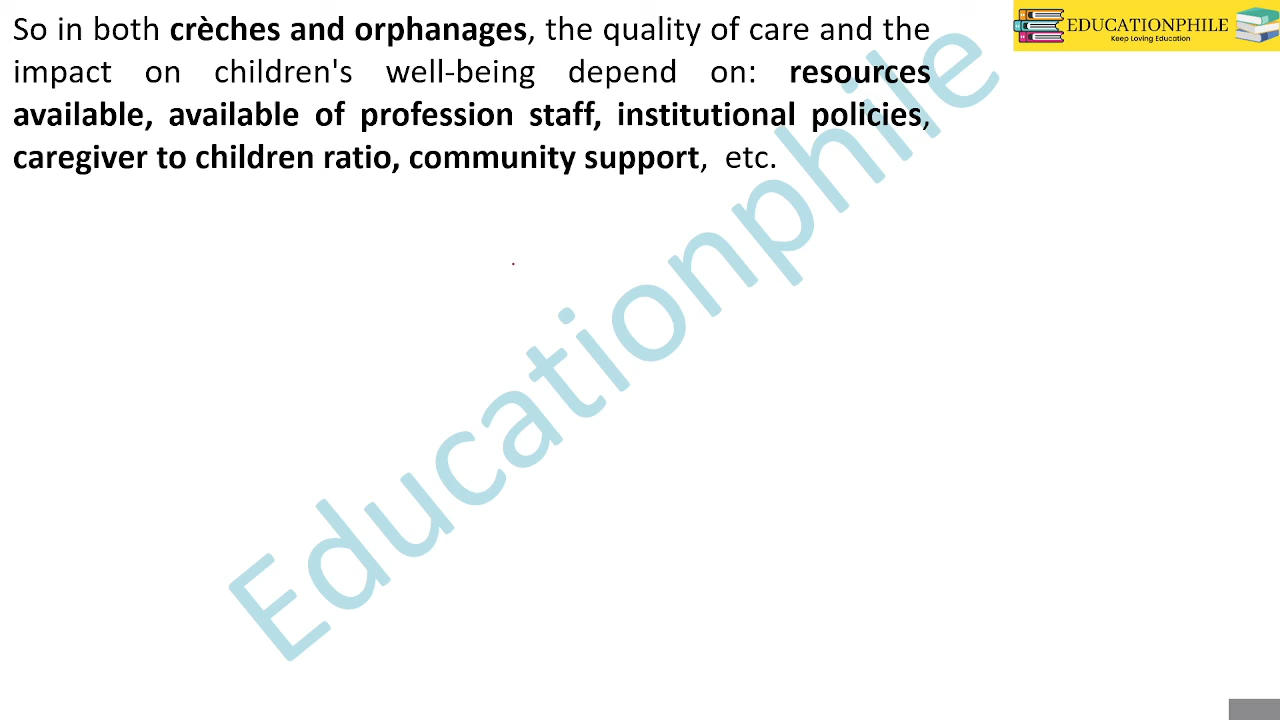 So in both crèches and orphanages, the quality of care and the
impact on children's well-being depend on: resources
available, available of profession staff, institutional policies,
caregiver to children ratio, community support, etc.
EDUCATIONPHILE
Keep Loving Education
Educationphile